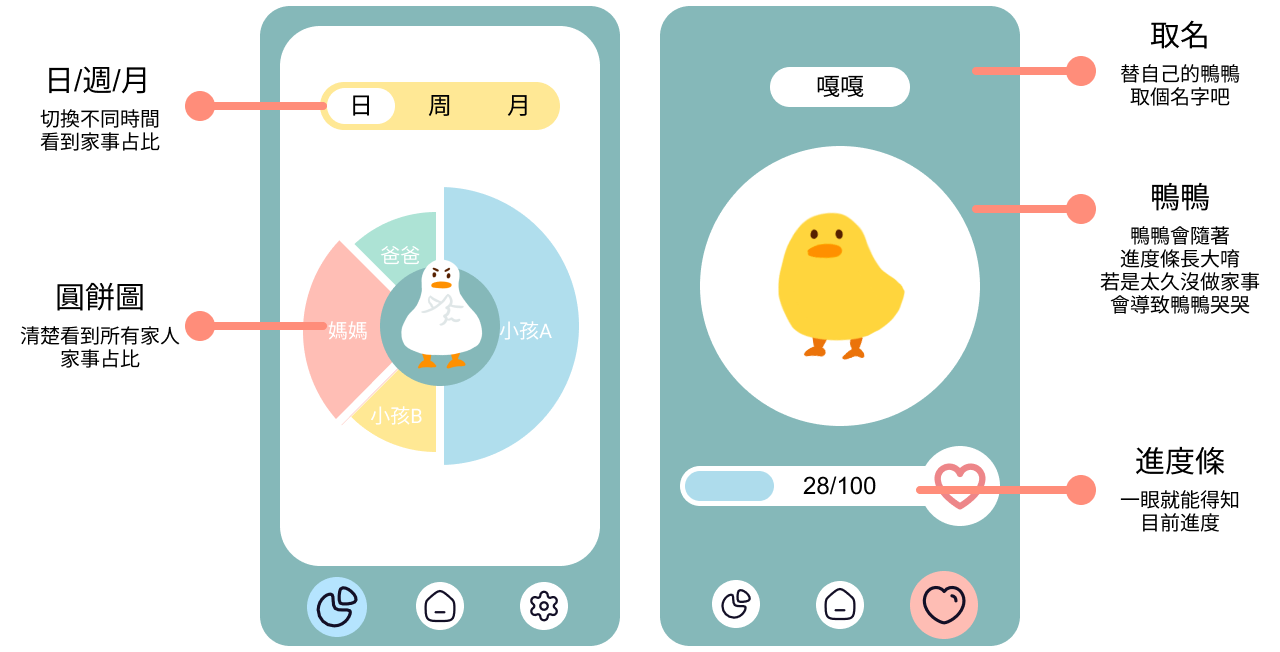 日/週/月
切換不同時間
看到家事占比
圓餅圖
清楚看到所有家人
家事占比
日 周 月
爸爸
媽媽
小孩A
小孩B
嘎嘎
28/100
取名
替自己的鴨鴨
取個名字吧
鴨鴨
鴨鴨會隨著
進度條長大唷
若是太久沒做家事
會導致鴨鴨哭哭
進度條
一眼就能得知
目前進度